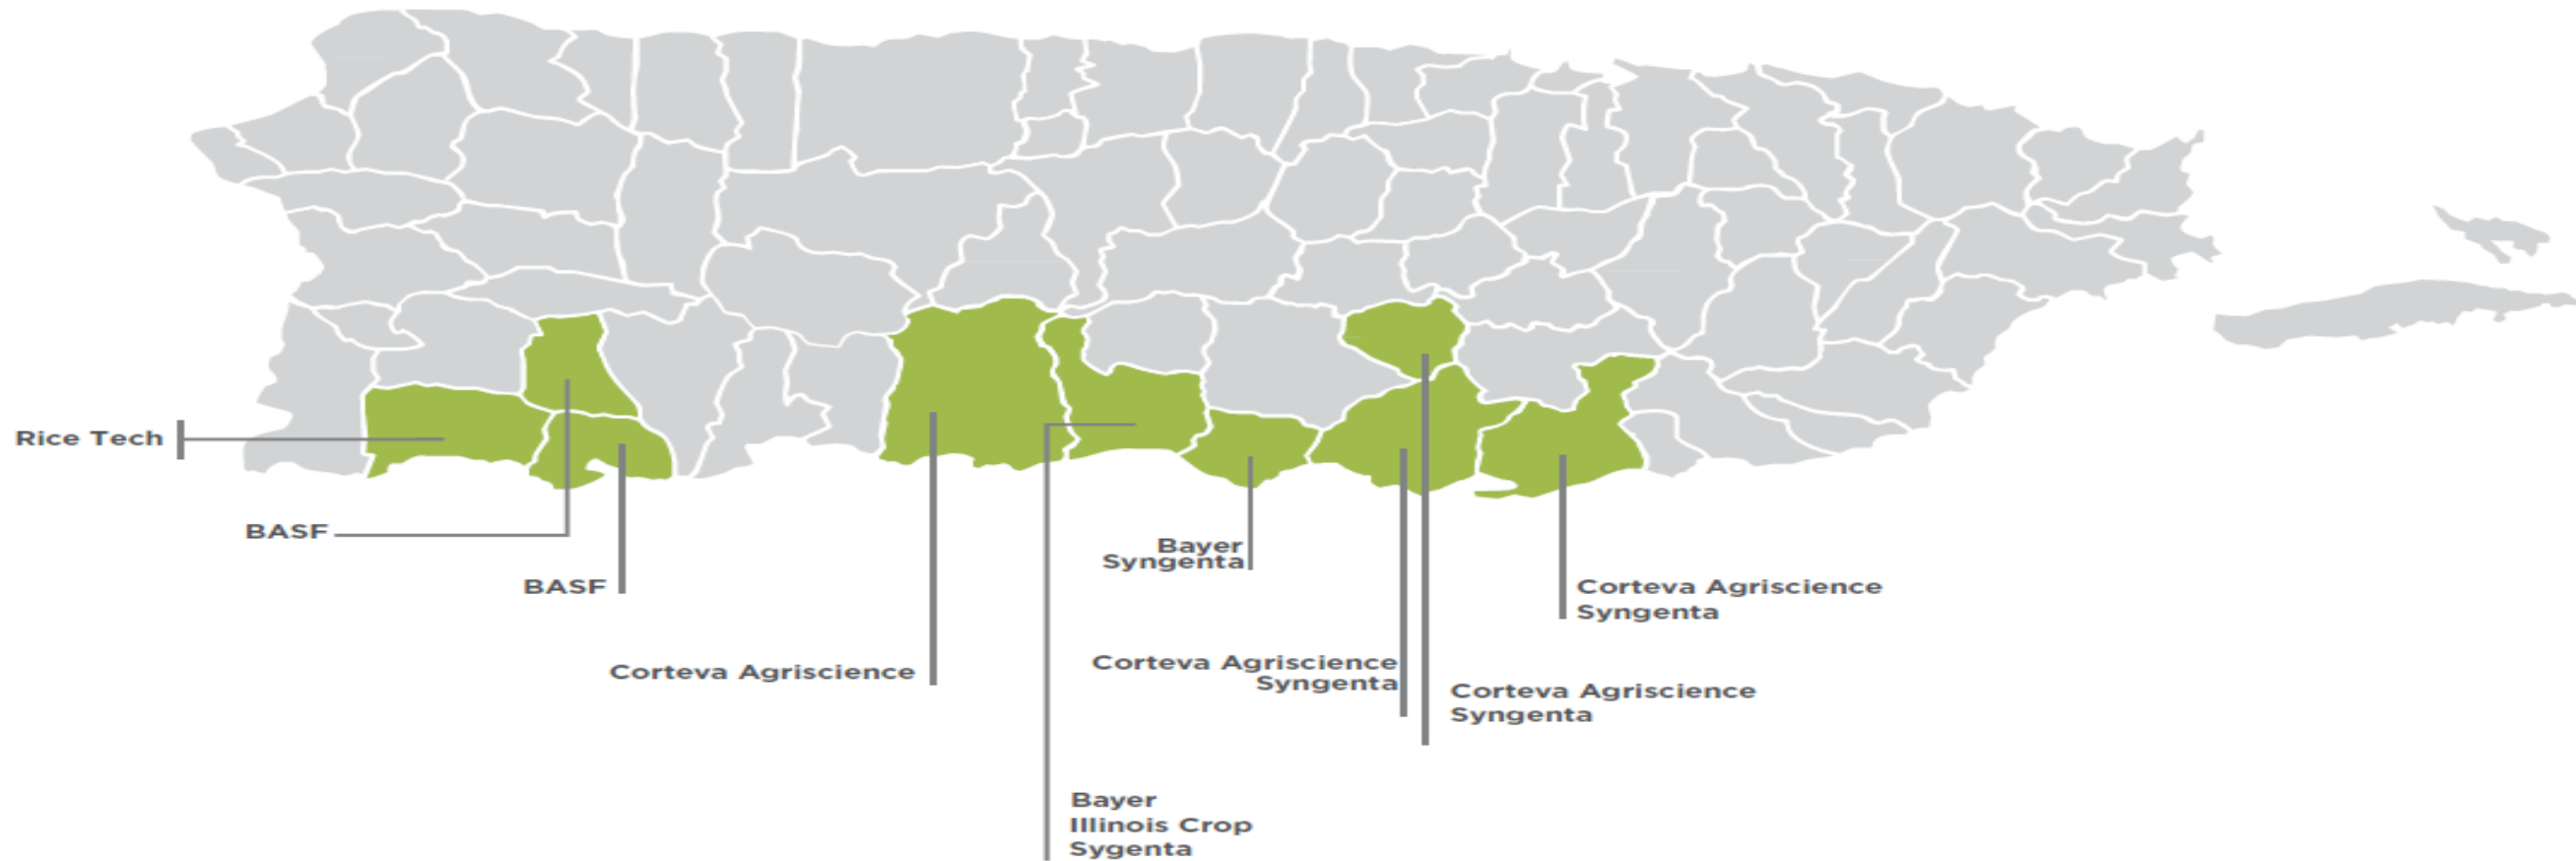 Rice Tech
BASF
BASF
Corteva Agriscience
Bayer
Illinois Crop
Sygenta
Bayer
Syngenta
Corteva Agriscience
Syngenta
Corteva Agriscience
Syngenta
Corteva Agriscience
Syngenta